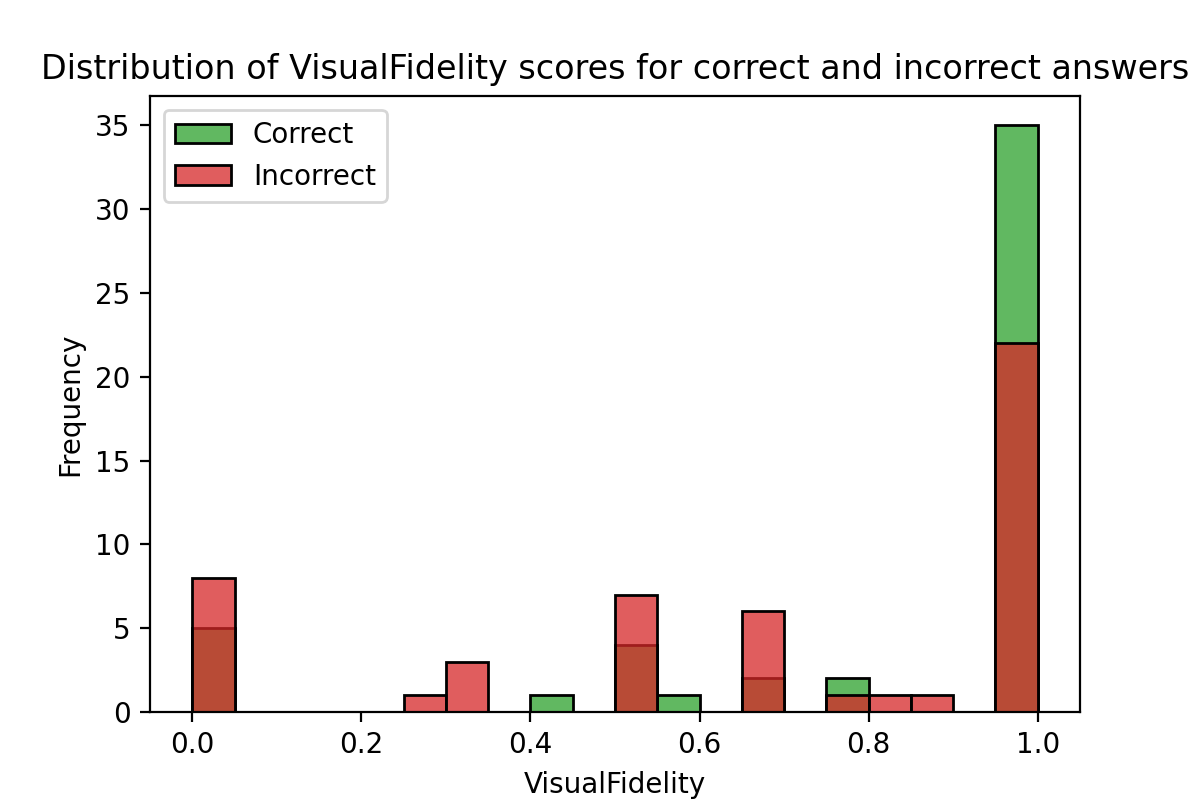 Distribution of VisualFidelity scores for correct and incorrect answers
Correct
Incorrect
35
30
25
20
15
10
5
0
Frequency
0.0 0.2 0.4 0.6 0.8 1.0
VisualFidelity